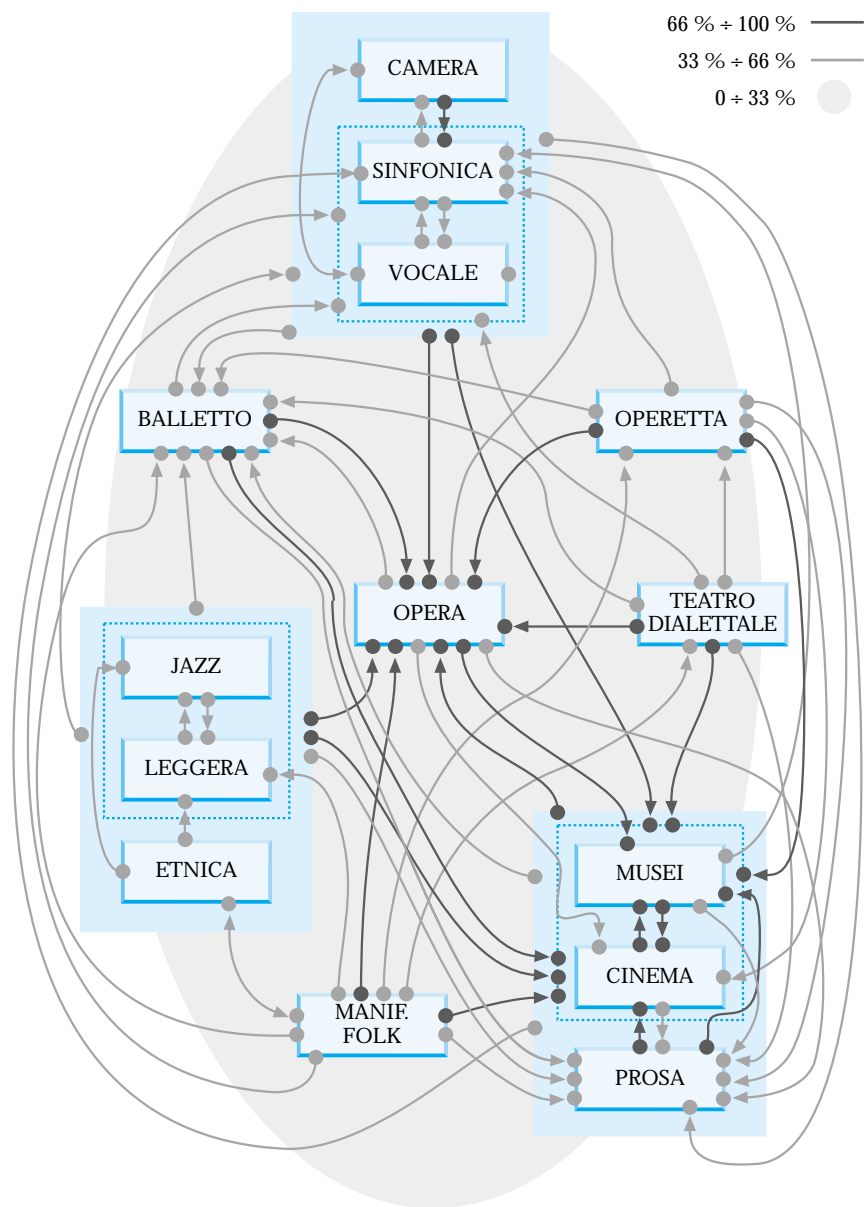 66 % ÷ 100 %
33 % ÷ 66 %
0 ÷ 33 %
CAMERA
SINFONICA
VOCALE
BALLETTO
OPERETTA
OPERA
TEATRO
DIALETTALE
JAZZ
LEGGERA
ETNICA
MUSEI
CINEMA
MANIF.
FOLK
PROSA